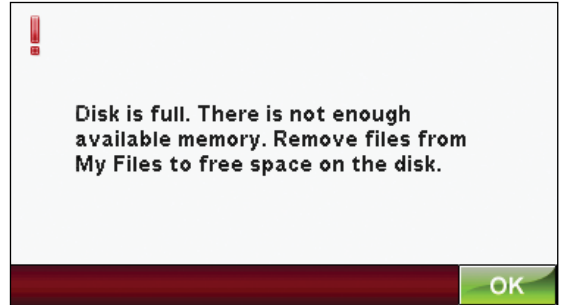 Disk is full. There is not enough
available memory. Remove files from
My Files to free space on the disk.
OK